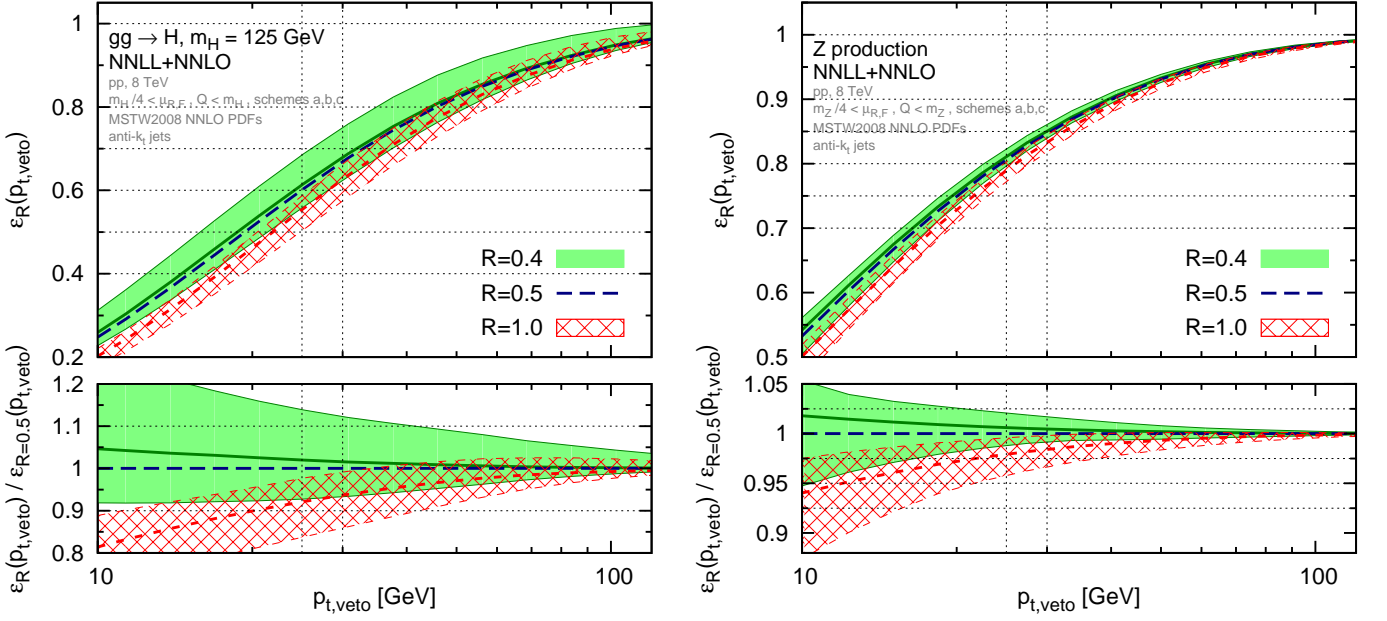 gg → H, m_H = 125 GeV
NNLL+NNLO
pp, 8 TeV
m_H /4 < μ_R,F , Q < m_H , schemes a,b,c
MSTW2008 NNLO PDFs
anti-k_t jets
ε_R(p_t,veto)
1
0.8
0.6
0.4
0.2
R=0.4
R=0.5
R=1.0
ε_R(p_t,veto) / ε_R=0.5(p_t,veto)
1.2
1.1
1
0.9
0.8
10
100
p_t,veto [GeV]
Z production
NNLL+NNLO
pp, 8 TeV
m_Z /4 < μ_R,F , Q < m_Z , schemes a,b,c
MSTW2008 NNLO PDFs
anti-k_t jets
ε_R(p_t,veto)
1
0.9
0.8
0.7
0.6
0.5
R=0.4
R=0.5
R=1.0
ε_R(p_t,veto) / ε_R=0.5(p_t,veto)
1.05
1
0.95
0.9
10
100
p_t,veto [GeV]